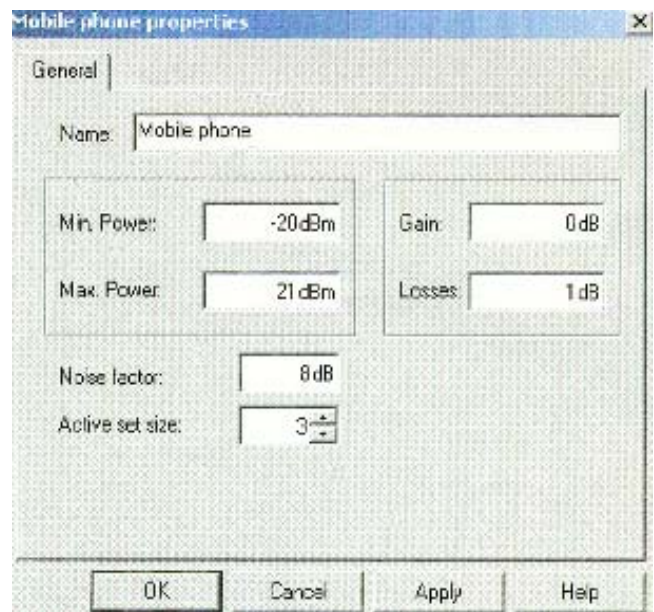 Mobile phone properties
General
Name: Mobile phone
Min. Power: -20dBm
Max. Power: 21dBm
Gain: 0dB
Losses: 1dB
Noise factor: 8dB
Active set size: 3
OK Cancel Apply Help